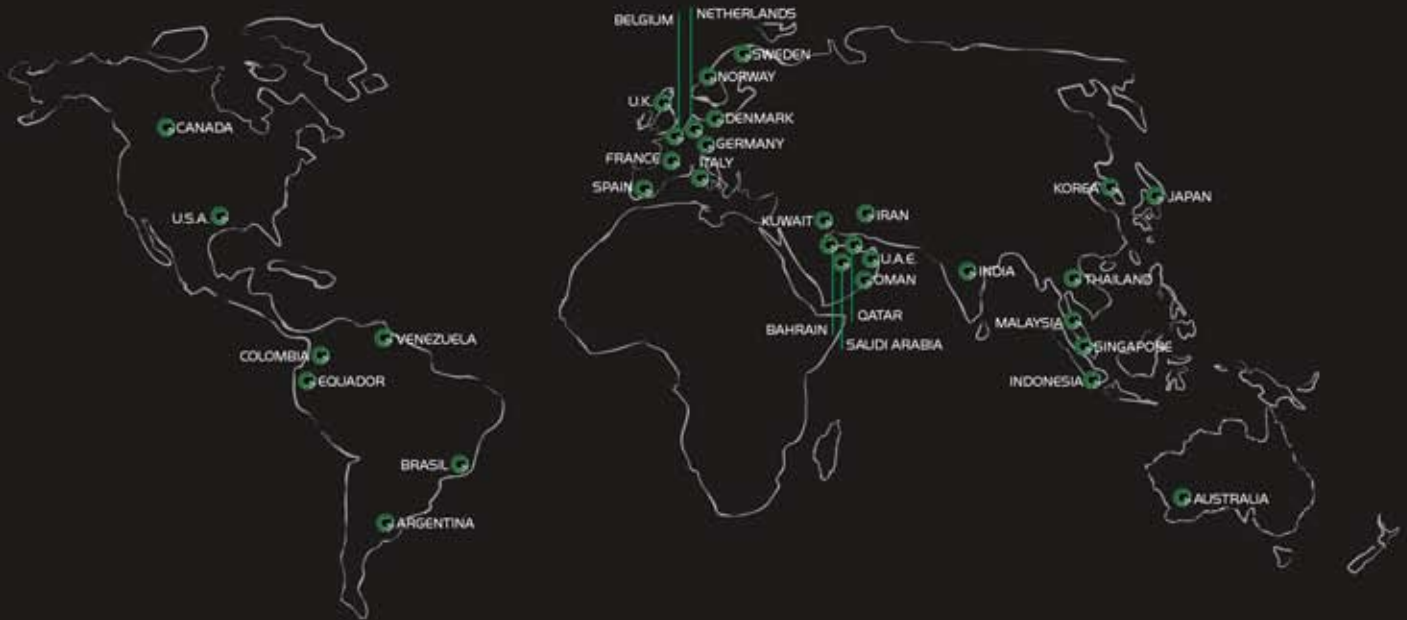 BELGIUM
NETHERLANDS
SWEDEN
NORWAY
U.K.
DENMARK
CANADA
GERMANY
FRANCE
ITALY
SPAIN
KOREA
JAPAN
U.S.A.
KUWAIT
IRAN
U.A.E.
INDIA
THAILAND
OMAN
QATAR
MALAYSIA
BAHRAIN
SAUDI ARABIA
SINGAPORE
VENEZUELA
COLOMBIA
EQUADOR
INDONESIA
BRASIL
AUSTRALIA
ARGENTINA